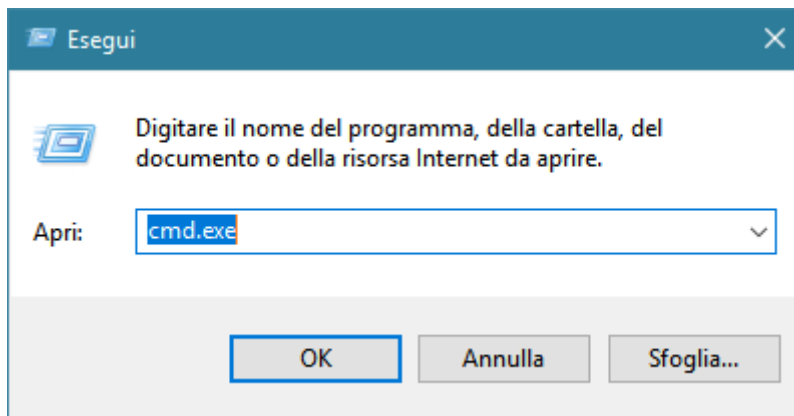 Esegui
Digitare il nome del programma, della cartella, del
documento o della risorsa Internet da aprire.
Apri: cmd.exe
OK Annulla Sfoglia...